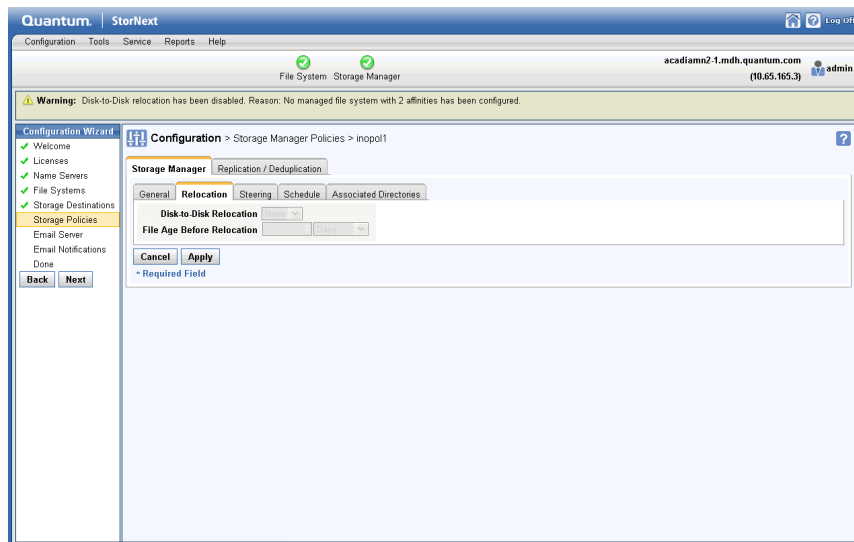 Quantum. | StorNext
Log Off
Configuration Tools Service Reports Help
File System Storage Manager
acadiamn2-1.mdh.quantum.com
(10.65.165.3)
admin
Warning: Disk-to-Disk relocation has been disabled. Reason: No managed file system with 2 affinities has been configured.
Configuration Wizard
Welcome
Licenses
Name Servers
File Systems
Storage Destinations
Storage Policies
Email Server
Email Notifications
Done
Back Next
Configuration > Storage Manager Policies > inopol1
Storage Manager Replication / Deduplication
General Relocation Steering Schedule Associated Directories
Disk-to-Disk Relocation None
File Age Before Relocation Days
Cancel Apply
* Required Field